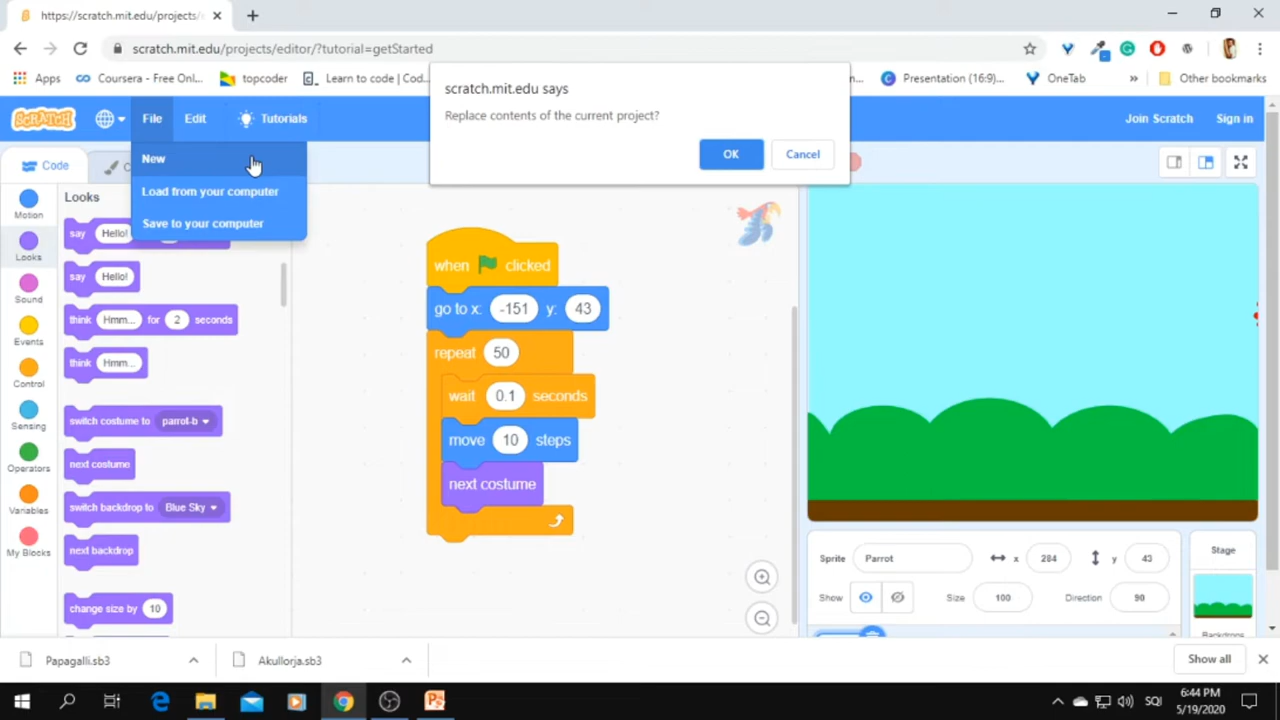 https://scratch.mit.edu/projects/e
scratch.mit.edu/projects/editor/?tutorial=getStarted
Apps
Coursera - Free Onl...
topcoder
Learn to code | Cod...
Presentation (16:9)...
OneTab
Other bookmarks
scratch.mit.edu says
Replace contents of the current project?
OK
Cancel
SCRATCH
File
Edit
Tutorials
Join Scratch
Sign in
Code
C
New
Load from your computer
Save to your computer
Motion
Looks
Sound
Events
Control
Sensing
Operators
Variables
My Blocks
Looks
say Hello!
say Hello!
think Hmm... for 2 seconds
think Hmm...
switch costume to parrot-b
next costume
switch backdrop to Blue Sky
next backdrop
change size by 10
when clicked
go to x: -151 y: 43
repeat 50
wait 0.1 seconds
move 10 steps
next costume
Sprite Parrot x 284 y 43
Show Size 100 Direction 90
Stage
Backdrops
Papagalli.sb3
Akullorja.sb3
Show all
SQI
6:44 PM
5/19/2020